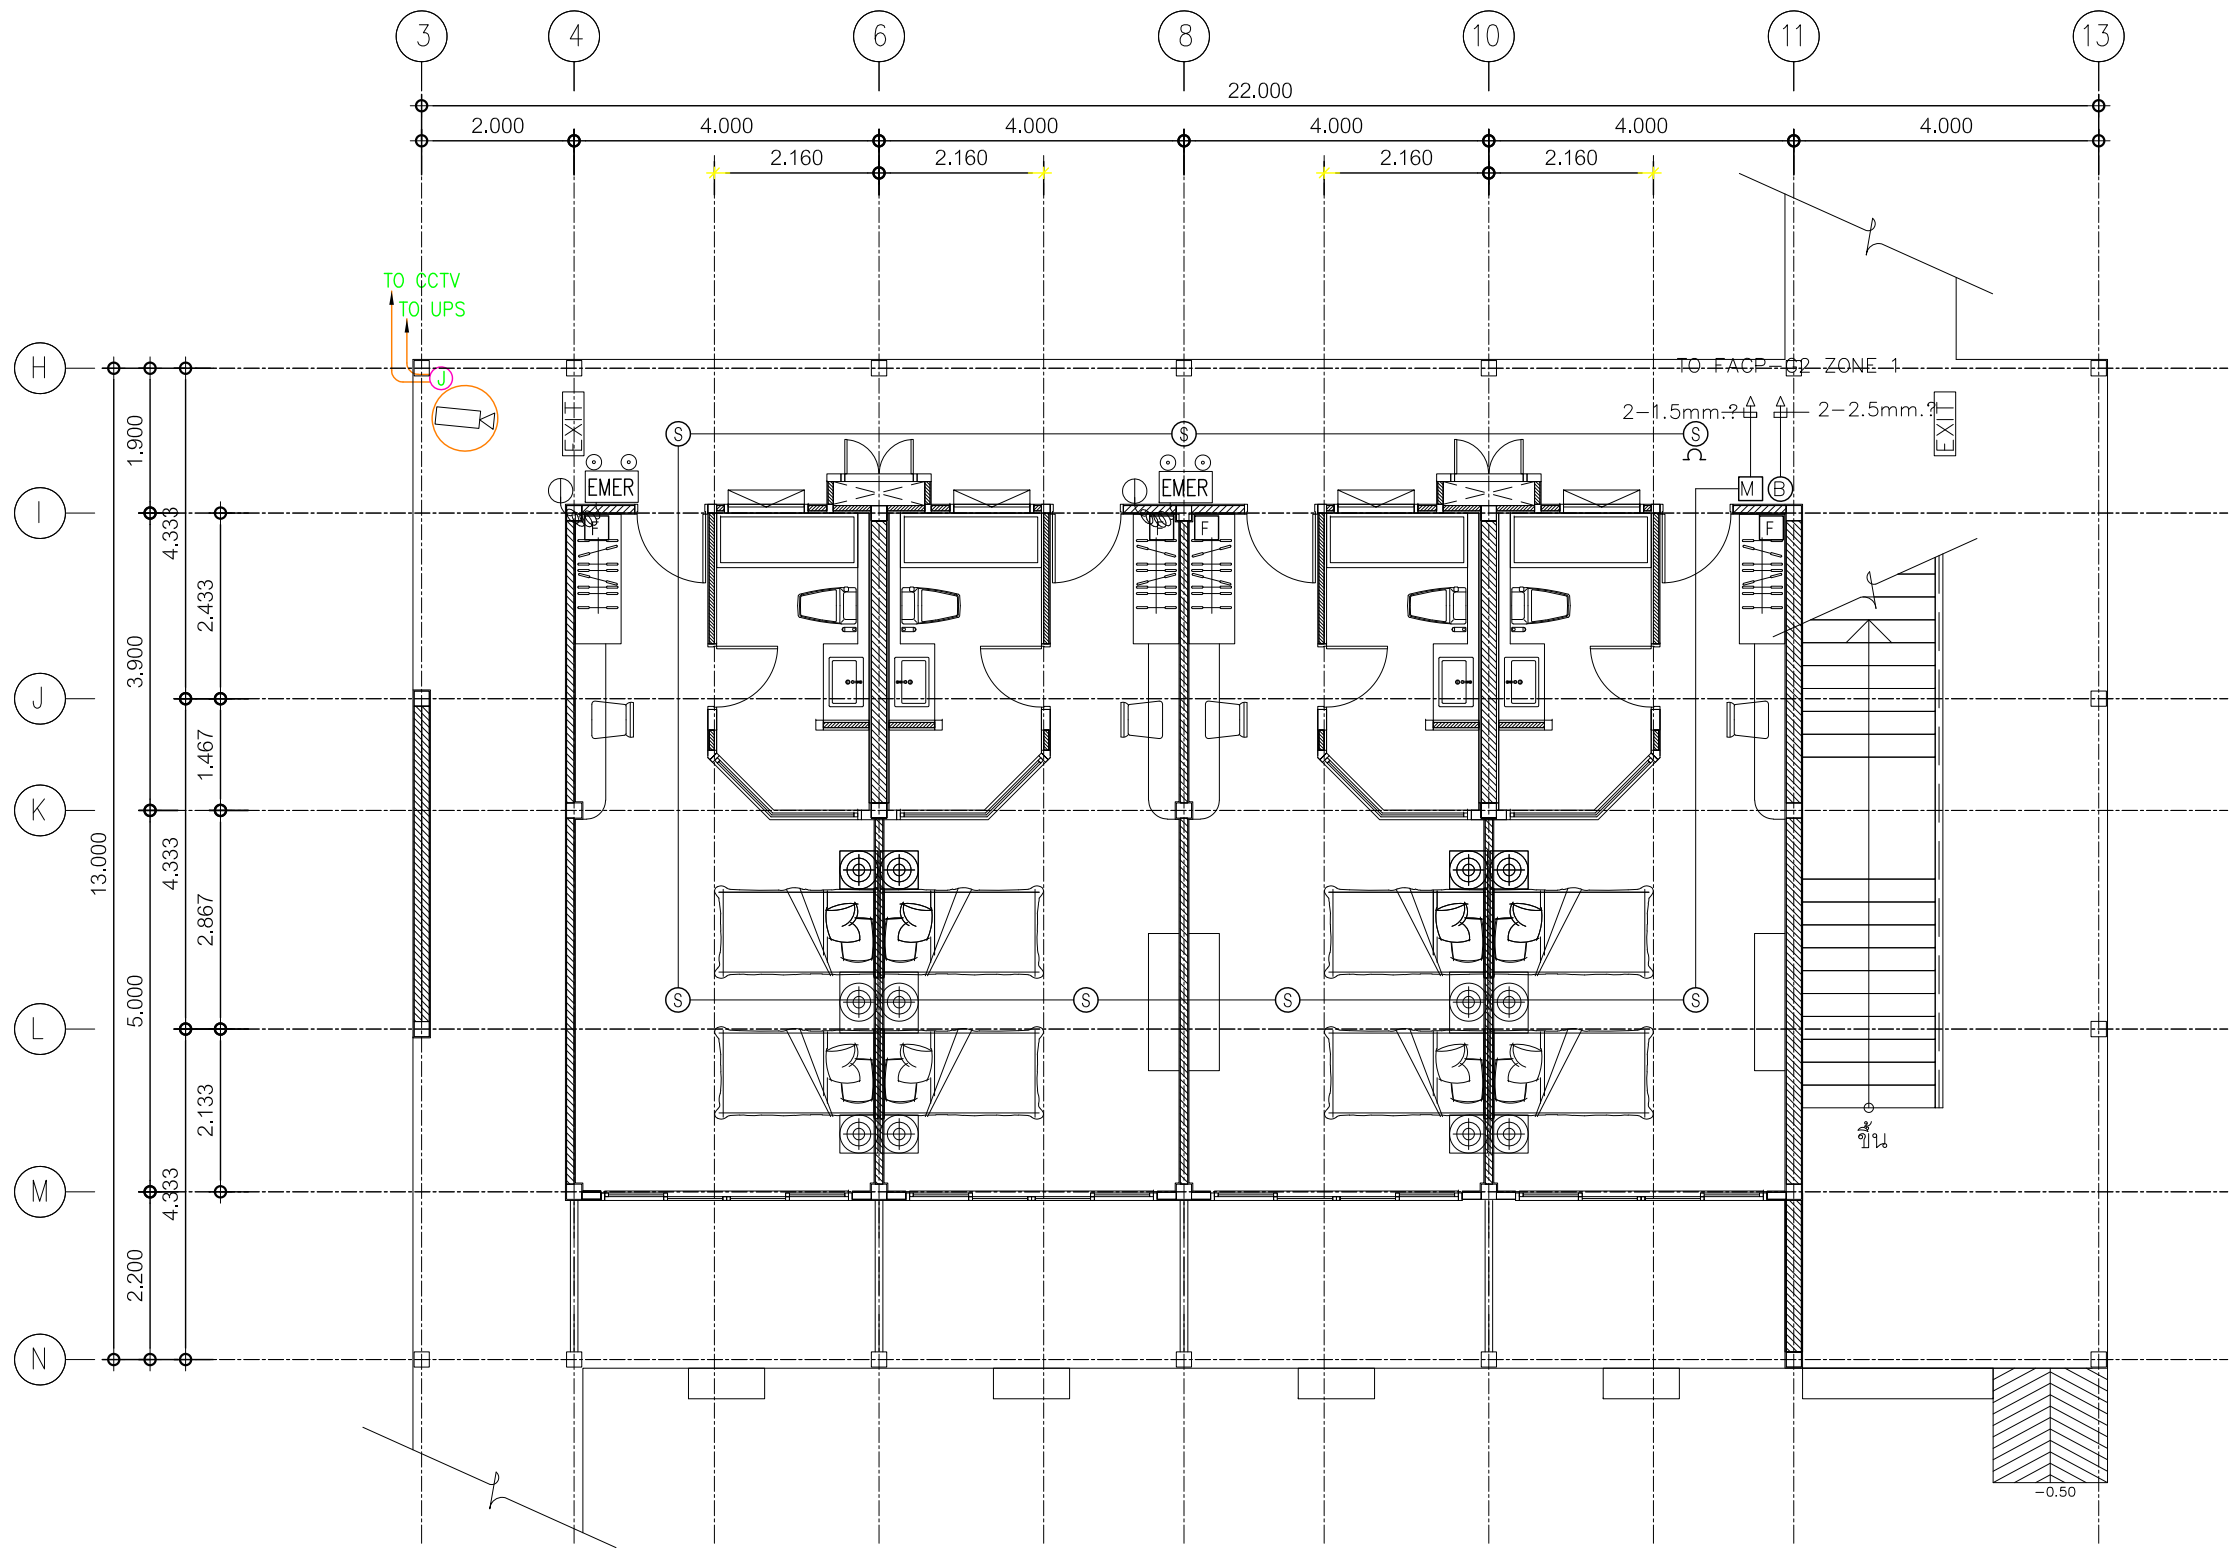 3 4 6 8 10 11 13
22.000
2.000 4.000 4.000 4.000 4.000 4.000
2.160 2.160 2.160 2.160
TO CCTV
TO UPS
H
J
TO FACP-G2 ZONE 1
2-1.5mm.? 2-2.5mm.?
EXIT EXIT
S S S
1.900
EMER EMER
M B
I
F F F F
4.333
2.433
3.900
J
1.467
K
13.000
4.333
2.867
5.000
S S S S
L
2.133
ขึ้น
M
4.333
2.200
N
-0.50